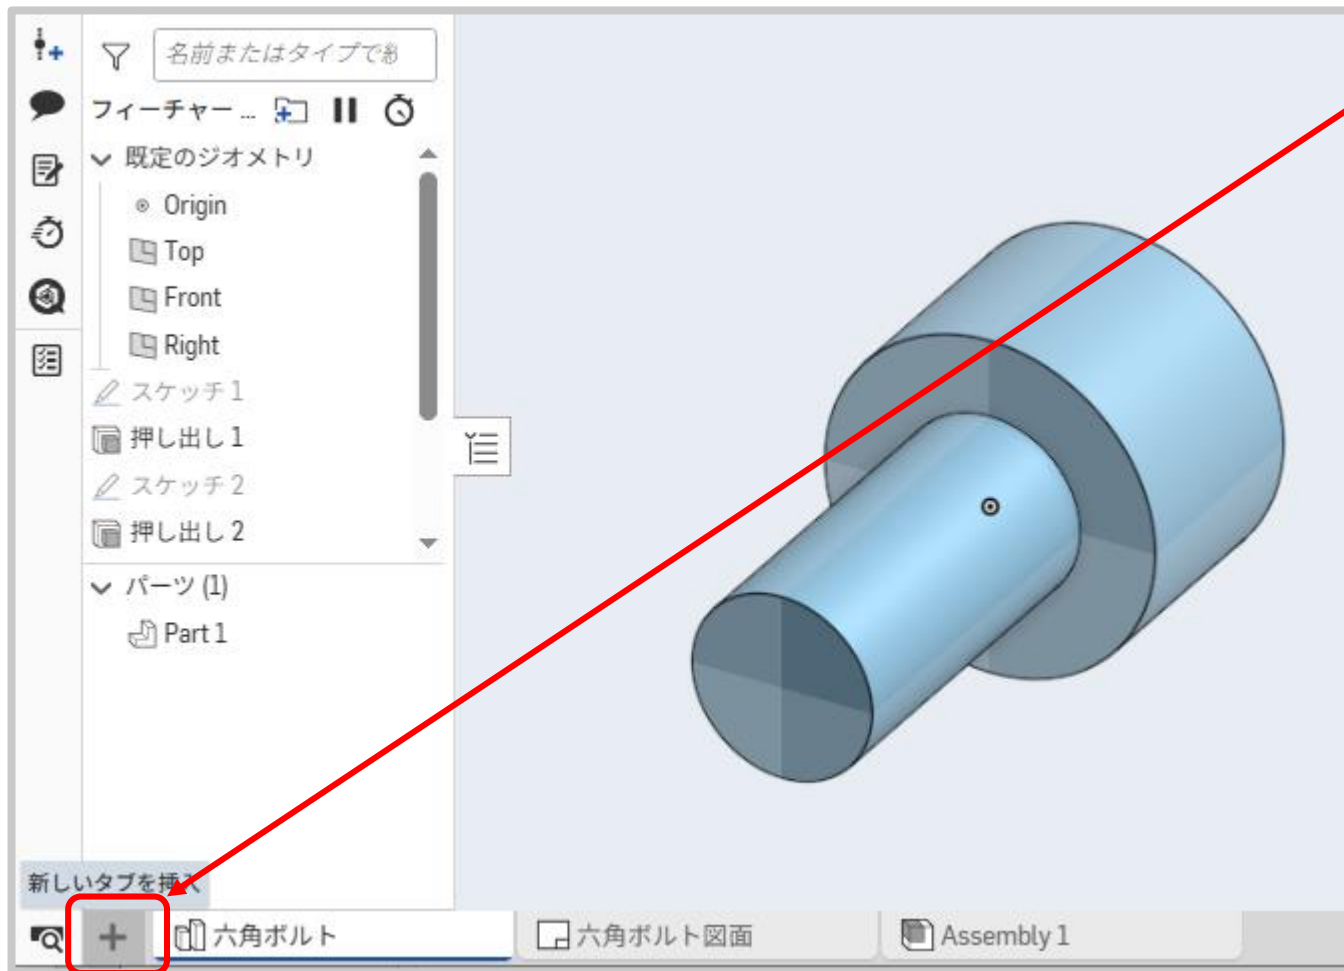 名前またはタイプで
フィーチャー ...
既定のジオメトリ
Origin
Top
Front
Right
スケッチ 1
押し出し 1
スケッチ 2
押し出し 2
パーツ (1)
Part 1
新しいタブを挿入
六角ボルト
六角ボルト図面
Assembly 1